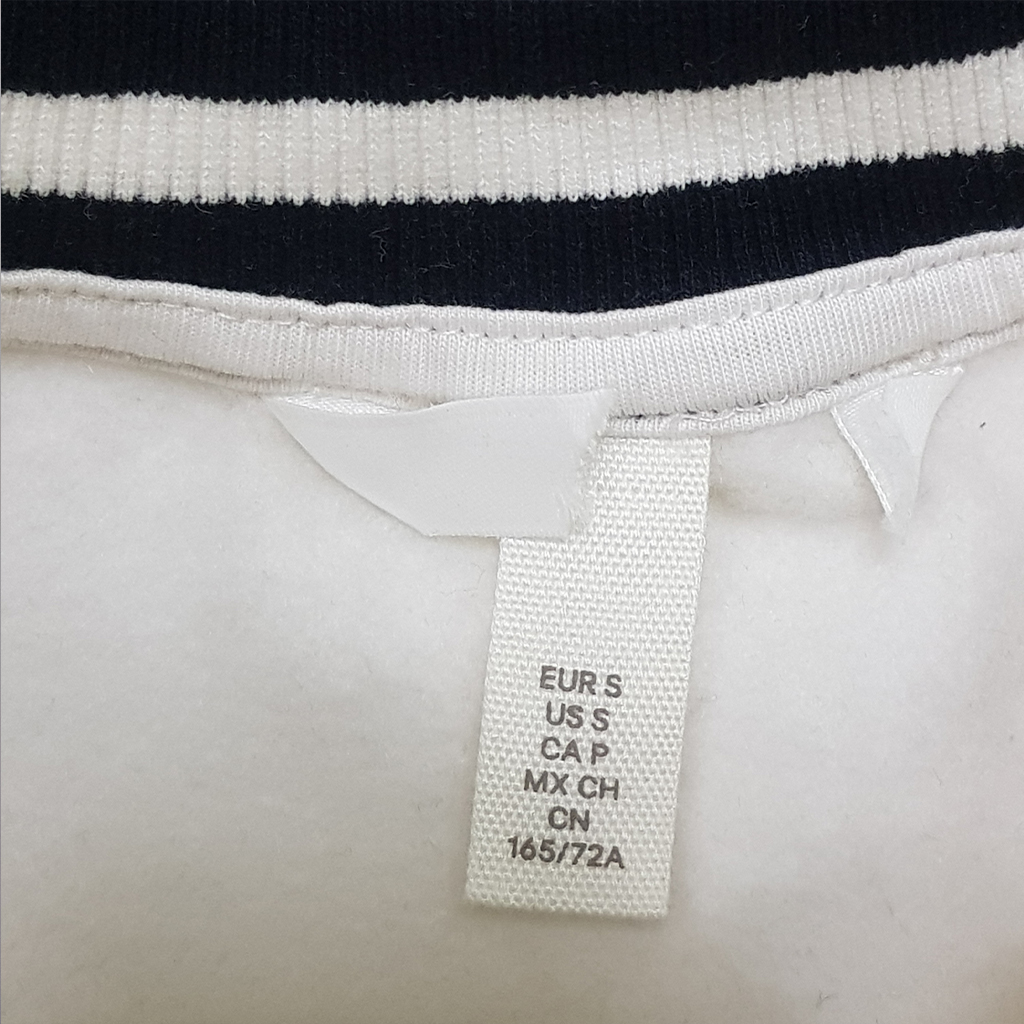 EUR S
US S
CA P
MX CH
CN
165/72A